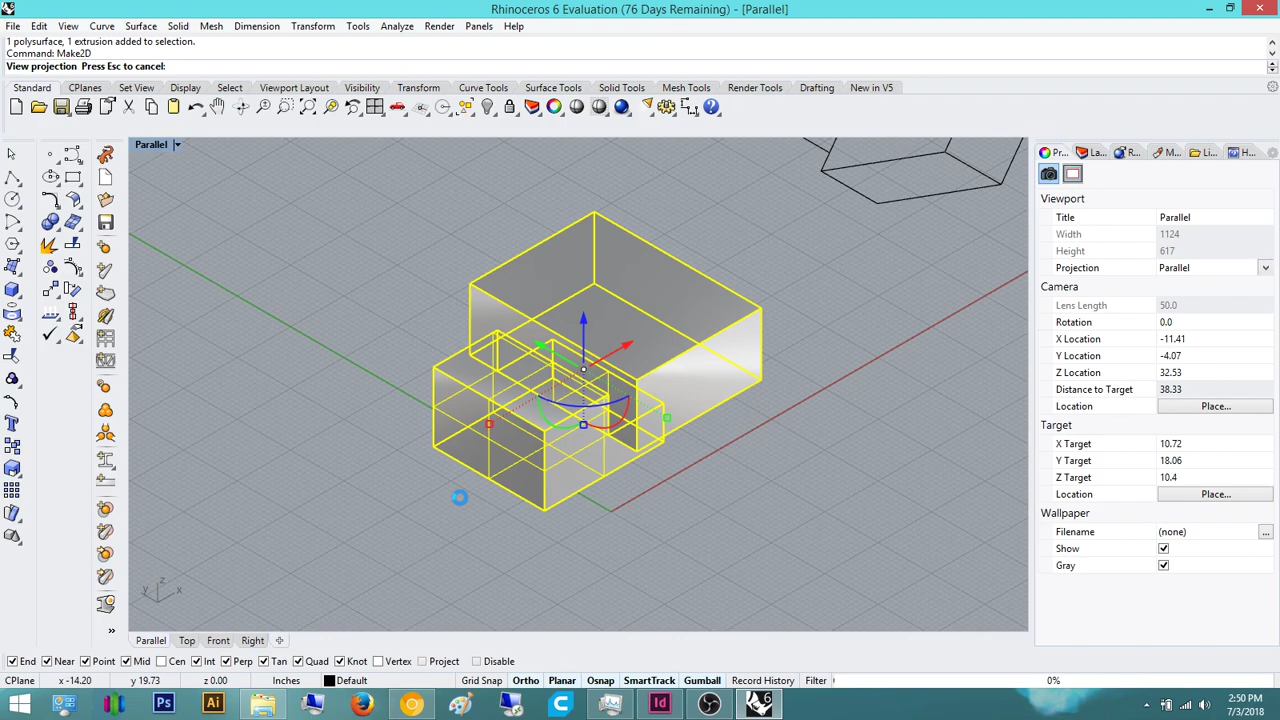 Rhinoceros 6 Evaluation (76 Days Remaining) - [Parallel]
File Edit View Curve Surface Solid Mesh Dimension Transform Tools Analyze Render Panels Help
1 polysurface, 1 extrusion added to selection.
Command: Make2D
View projection Press Esc to cancel:
Standard CPlanes Set View Display Select Viewport Layout Visibility Transform Curve Tools Surface Tools Solid Tools Mesh Tools Render Tools Drafting New in V5
Parallel
Pr... La... R... M... Li... H...
Viewport
Title Parallel
Width 1124
Height 617
Projection Parallel
Camera
Lens Length 50.0
Rotation 0.0
X Location -11.41
Y Location -4.07
Z Location 32.53
Distance to Target 38.33
Location Place...
Target
X Target 10.72
Y Target 18.06
Z Target 10.4
Location Place...
Wallpaper
Filename (none) ...
Show
Gray
z
y x
Parallel Top Front Right
End Near Point Mid Cen Int Perp Tan Quad Knot Vertex Project Disable
CPlane x -14.20 y 19.73 z 0.00 Inches Default Grid Snap Ortho Planar Osnap SmartTrack Gumball Record History Filter 0%
Ps Ai Id 6
2:50 PM
7/3/2018